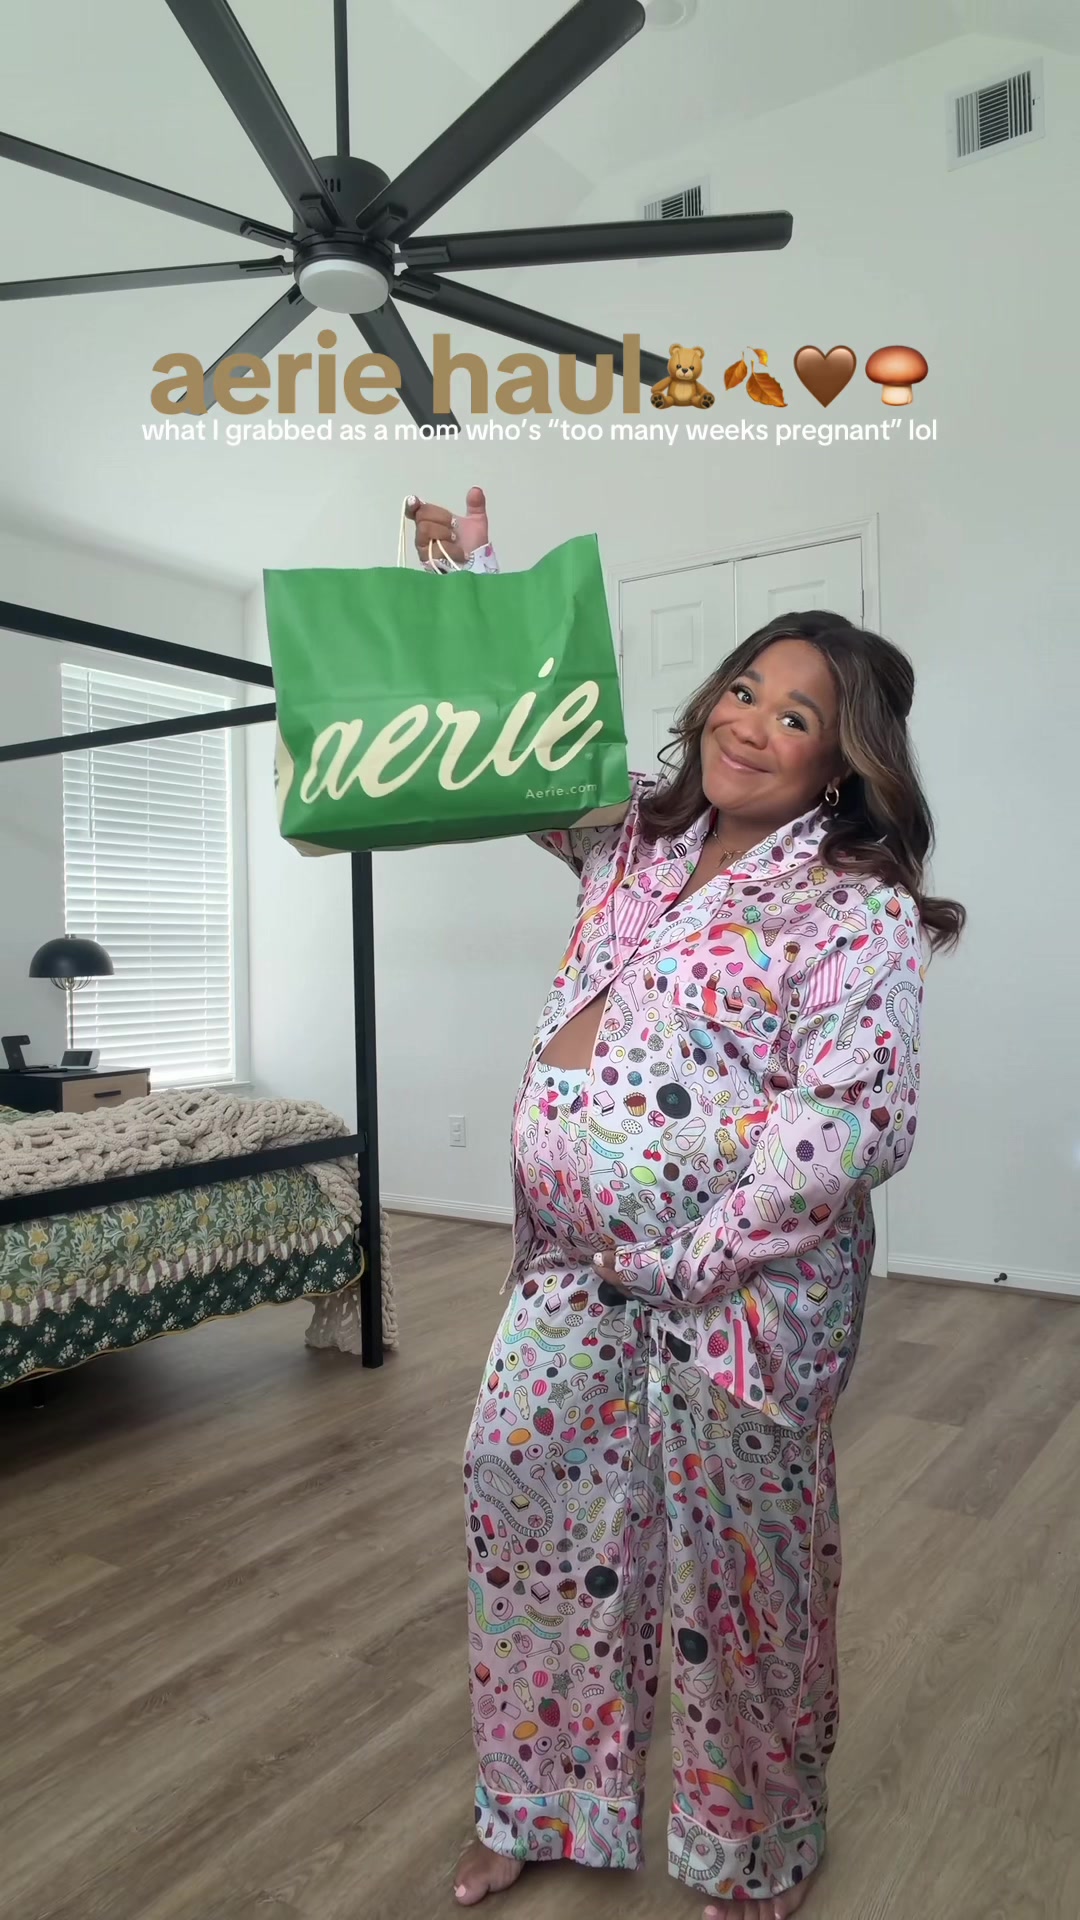 aerie haul🧸🍂🤎🍄‍🟫
what I grabbed as a mom who’s “too many weeks pregnant” lol
aerie
Aerie.com